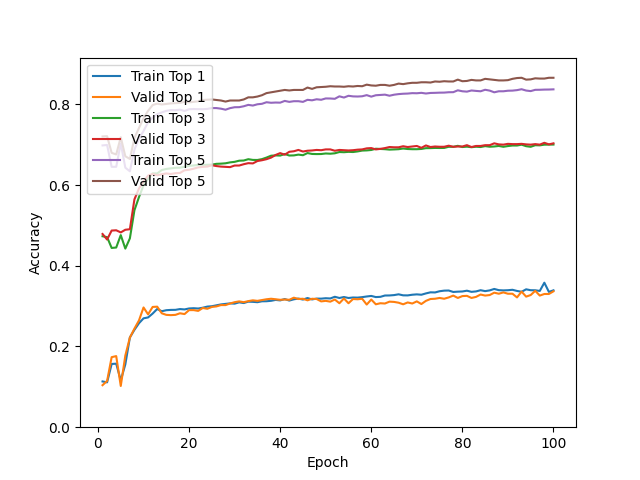 Train Top 1
Valid Top 1
Train Top 3
Valid Top 3
Train Top 5
Valid Top 5
Accuracy
0.8
0.6
0.4
0.2
0.0
0 20 40 60 80 100
Epoch